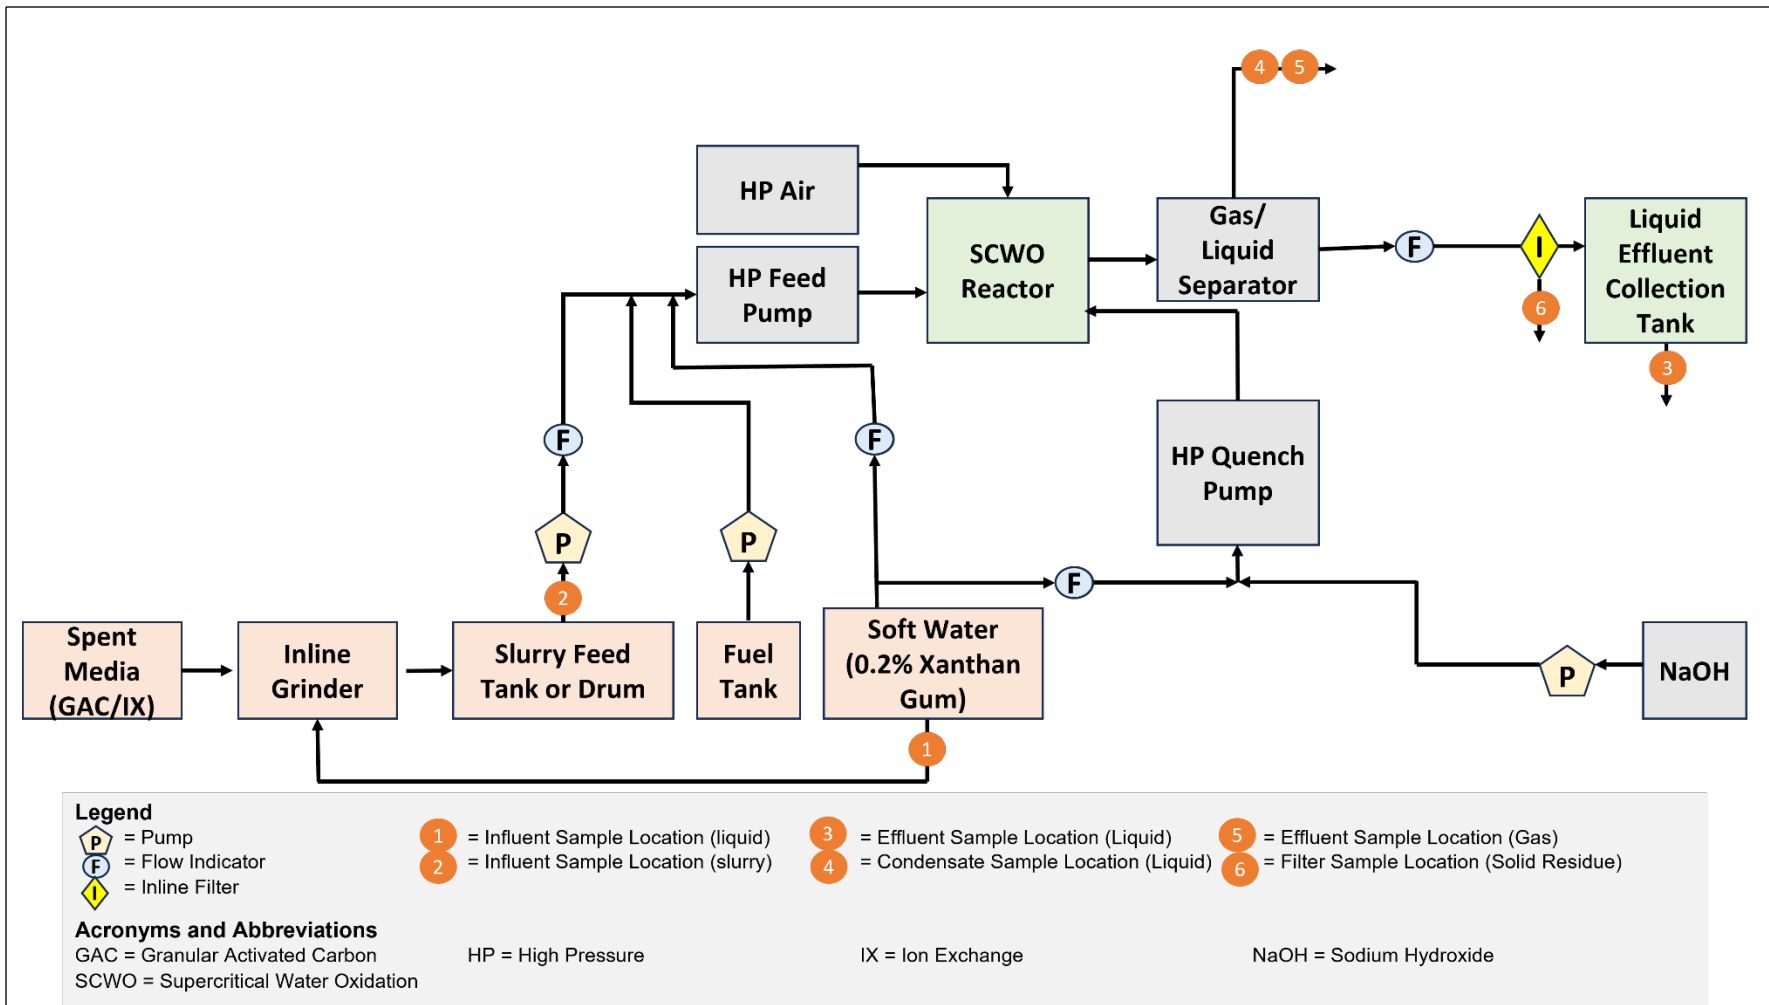 4
5
HP Air
HP Feed
Pump
SCWO
Reactor
Gas/
Liquid
Separator
F
I
6
Liquid
Effluent
Collection
Tank
3
F
F
HP Quench
Pump
P
P
2
F
Spent
Media
(GAC/IX)
Inline
Grinder
Slurry Feed
Tank or Drum
Fuel
Tank
Soft Water
(0.2% Xanthan
Gum)
P
NaOH
1
Legend
P = Pump
F = Flow Indicator
I = Inline Filter
1 = Influent Sample Location (liquid)
2 = Influent Sample Location (slurry)
3 = Effluent Sample Location (Liquid)
4 = Condensate Sample Location (Liquid)
5 = Effluent Sample Location (Gas)
6 = Filter Sample Location (Solid Residue)
Acronyms and Abbreviations
GAC = Granular Activated Carbon
HP = High Pressure
IX = Ion Exchange
NaOH = Sodium Hydroxide
SCWO = Supercritical Water Oxidation